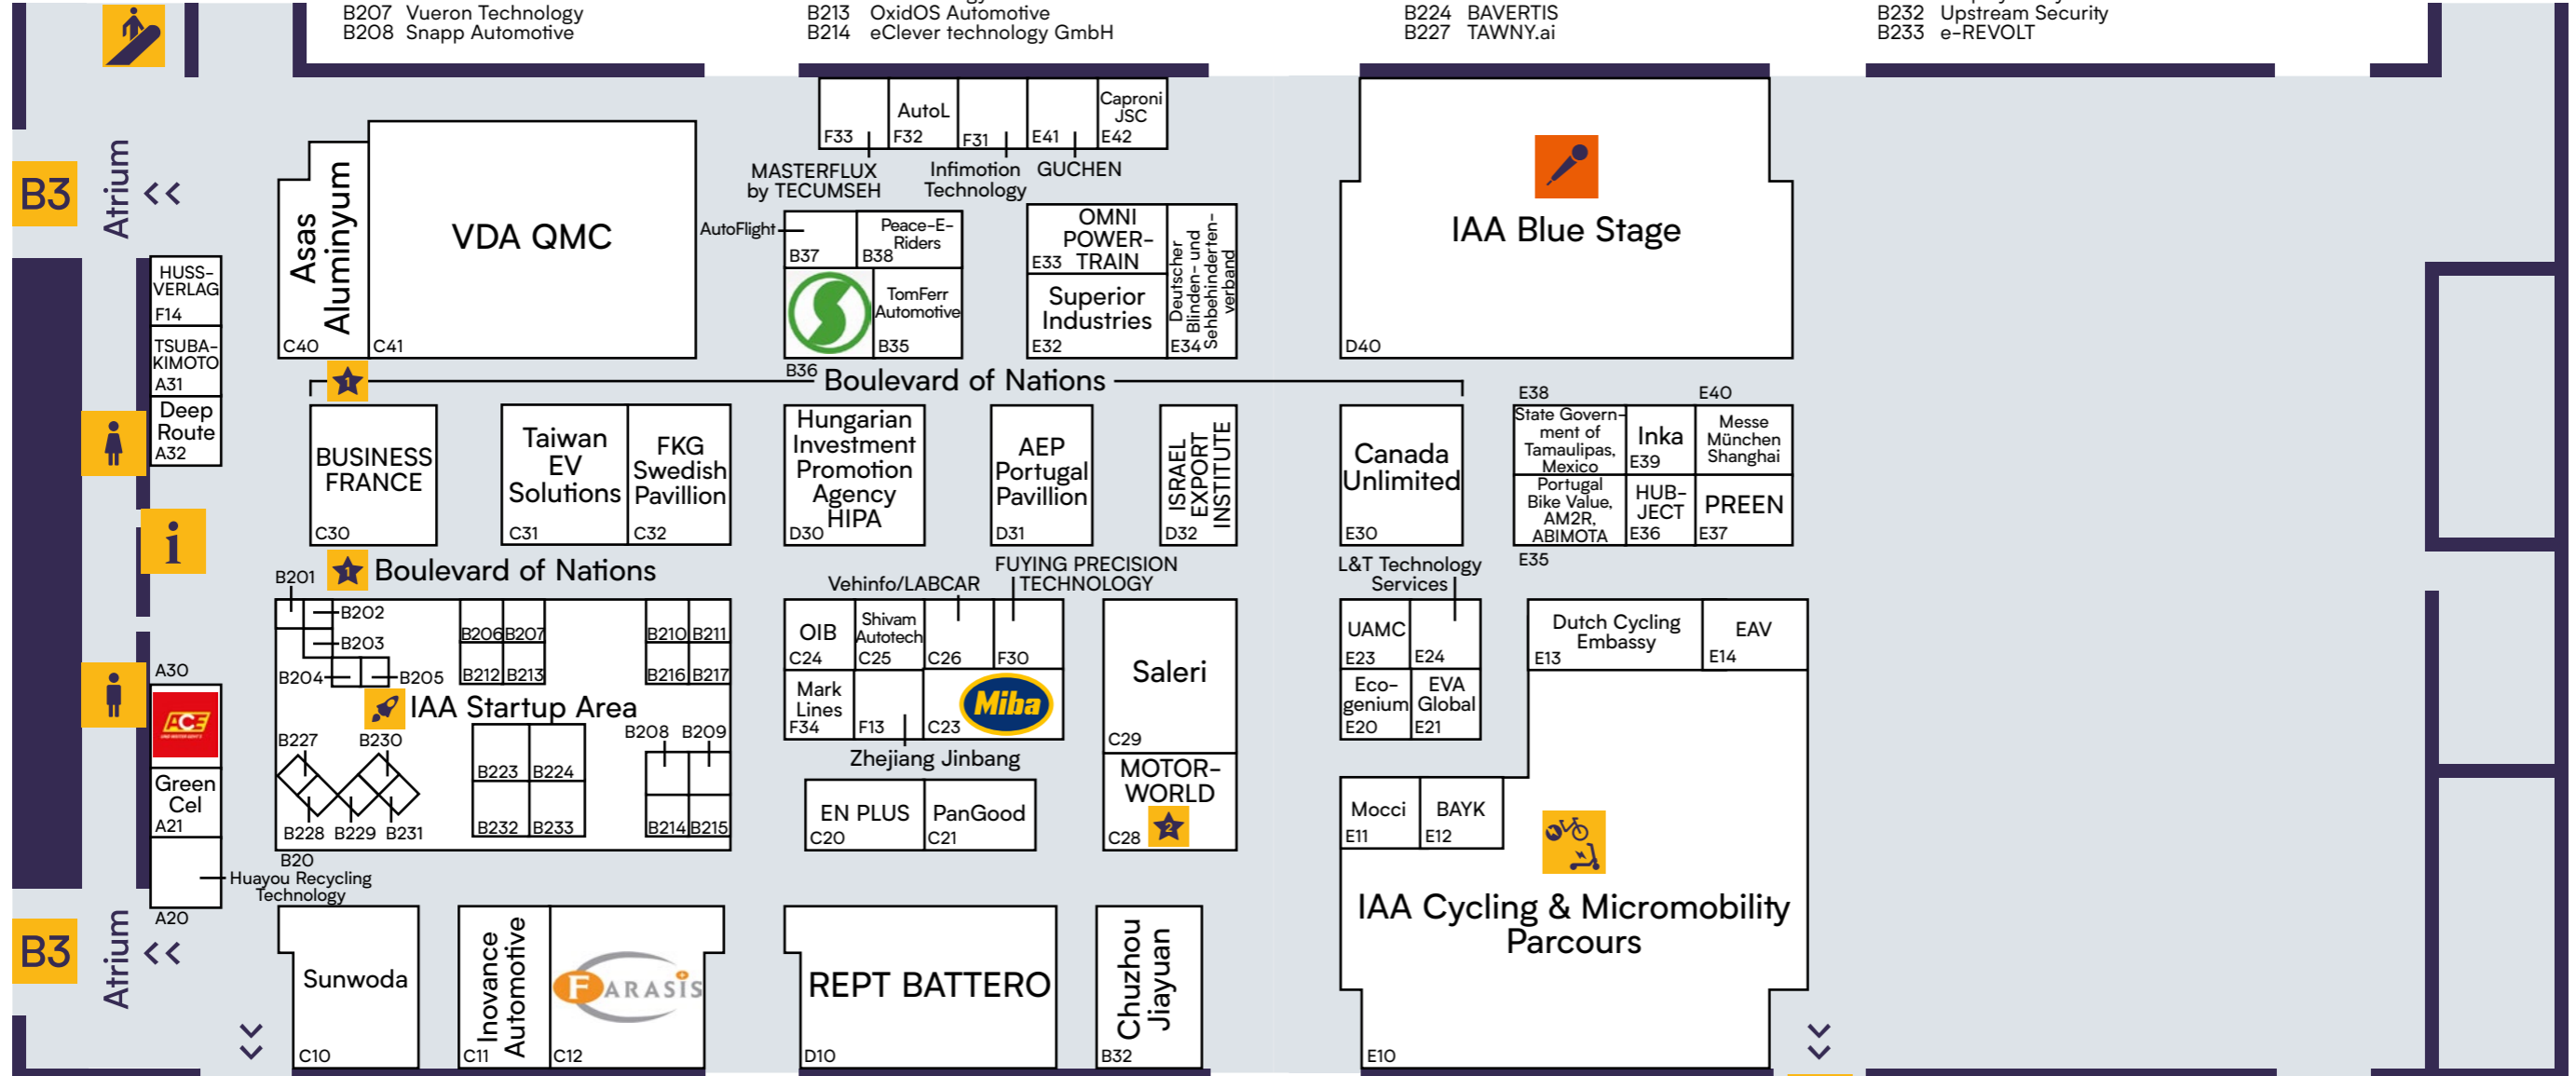 B207 Vueron Technology
B208 Snapp Automotive
B213 OxidOS Automotive
B214 eClever technology GmbH
B224 BAVERTIS
B227 TAWNY.ai
B232 Upstream Security
B233 e-REVOLT
B3
Atrium
HUSS-
VERLAG
F14
TSUBA-
KIMOTO
A31
Deep
Route
A32
i
A30
ACE
Green
Cel
A21
Huayou Recycling
Technology
A20
B3
Atrium
Asas
Aluminyum
C40
VDA QMC
C41
F33
AutoL
F32
F31
E41
Caproni
JSC
E42
MASTERFLUX
by TECUMSEH
Infimotion
Technology
GUCHEN
AutoFlight
B37
Peace-E-
Riders
B38
TomFerr
Automotive
B35
B36
OMNI
POWER-
TRAIN
E33
Superior
Industries
E32
Deutscher
Blinden- und
Sehbehinderten-
verband
E34
IAA Blue Stage
D40
1
Boulevard of Nations
BUSINESS
FRANCE
C30
Taiwan
EV
Solutions
C31
FKG
Swedish
Pavillion
C32
Hungarian
Investment
Promotion
Agency
HIPA
D30
AEP
Portugal
Pavillion
D31
ISRAEL
EXPORT
INSTITUTE
D32
Canada
Unlimited
E30
E38
State Govern-
ment of
Tamaulipas,
Mexico
Inka
E39
E40
Messe
München
Shanghai
Portugal
Bike Value,
AM2R,
ABIMOTA
E35
HUB-
JECT
E36
PREEN
E37
1
Boulevard of Nations
B201
B202
B203
B204
B205
B206
B207
B212
B213
B210
B211
B216
B217
IAA Startup Area
B208
B209
B227
B230
B228
B229
B231
B223
B224
B232
B233
B214
B215
B20
Vehinfo/LABCAR
FUYING PRECISION
TECHNOLOGY
OIB
C24
Shivam
Autotech
C25
C26
F30
Mark
Lines
F34
F13
C23
Miba
Zhejiang Jinbang
EN PLUS
C20
PanGood
C21
Saleri
C29
MOTOR-
WORLD
C28
2
L&T Technology
Services
UAMC
E23
E24
Eco-
genium
E20
EVA
Global
E21
Dutch Cycling
Embassy
E13
EAV
E14
Mocci
E11
BAYK
E12
IAA Cycling & Micromobility
Parcours
E10
Sunwoda
C10
Inovance
Automotive
C11
FARASIS
C12
REPT BATTERO
D10
Chuzhou
Jiayuan
B32